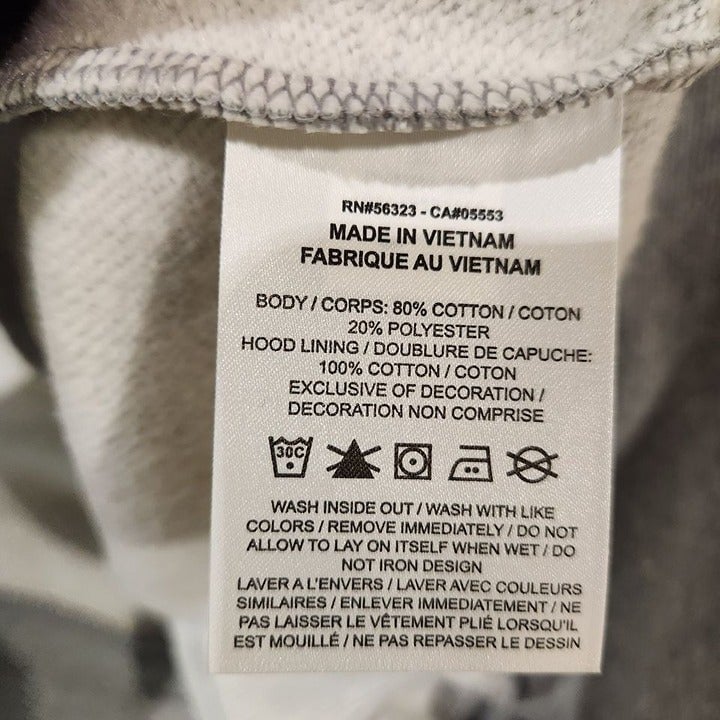 RN#56323 - CA#05553
MADE IN VIETNAM
FABRIQUE AU VIETNAM
BODY / CORPS: 80% COTTON / COTON
20% POLYESTER
HOOD LINING / DOUBLURE DE CAPUCHE:
100% COTTON / COTON
EXCLUSIVE OF DECORATION /
DECORATION NON COMPRISE
30C
WASH INSIDE OUT / WASH WITH LIKE
COLORS / REMOVE IMMEDIATELY / DO NOT
ALLOW TO LAY ON ITSELF WHEN WET / DO
NOT IRON DESIGN
LAVER A L'ENVERS / LAVER AVEC COULEURS
SIMILAIRES / ENLEVER IMMEDIATEMENT / NE
PAS LAISSER LE VÊTEMENT PLIÉ LORSQU'IL
EST MOUILLÉ / NE PAS REPASSER LE DESSIN